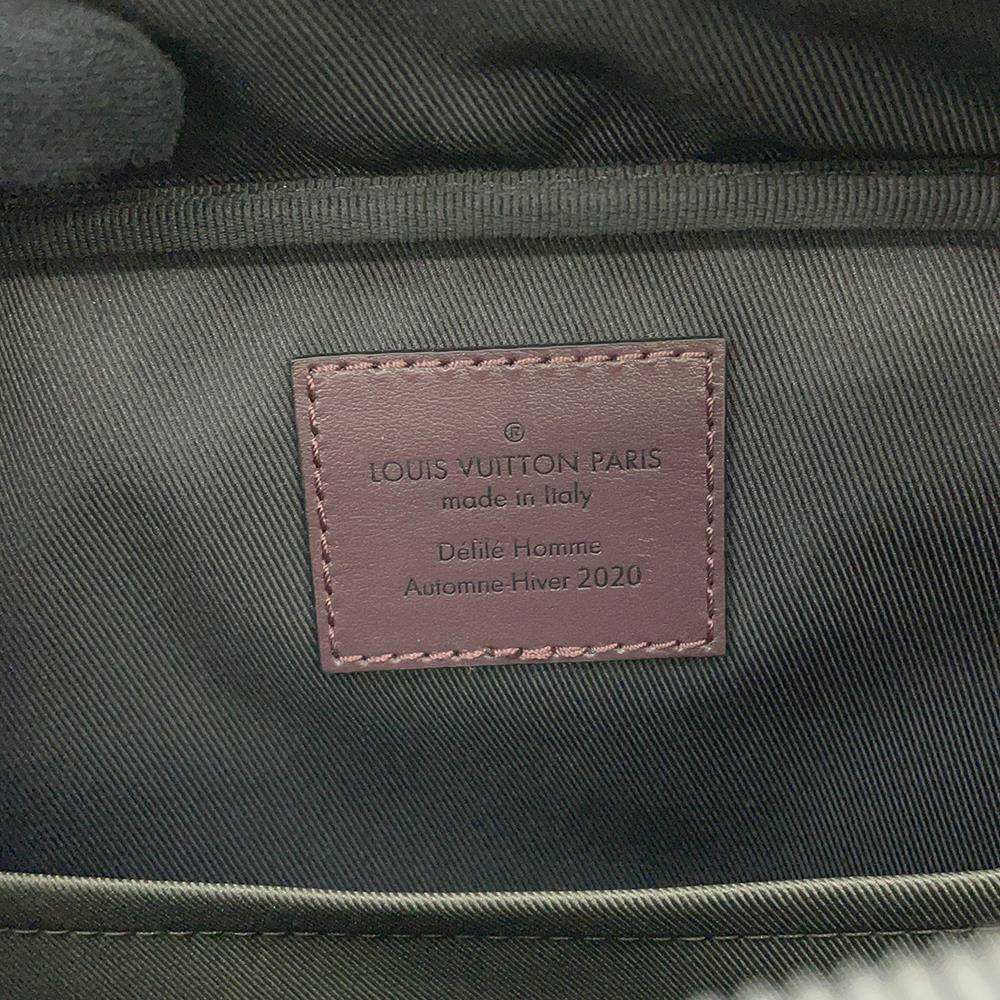 ®
LOUIS VUITTON PARIS
made in Italy
Défilé Homme
Automne-Hiver 2020